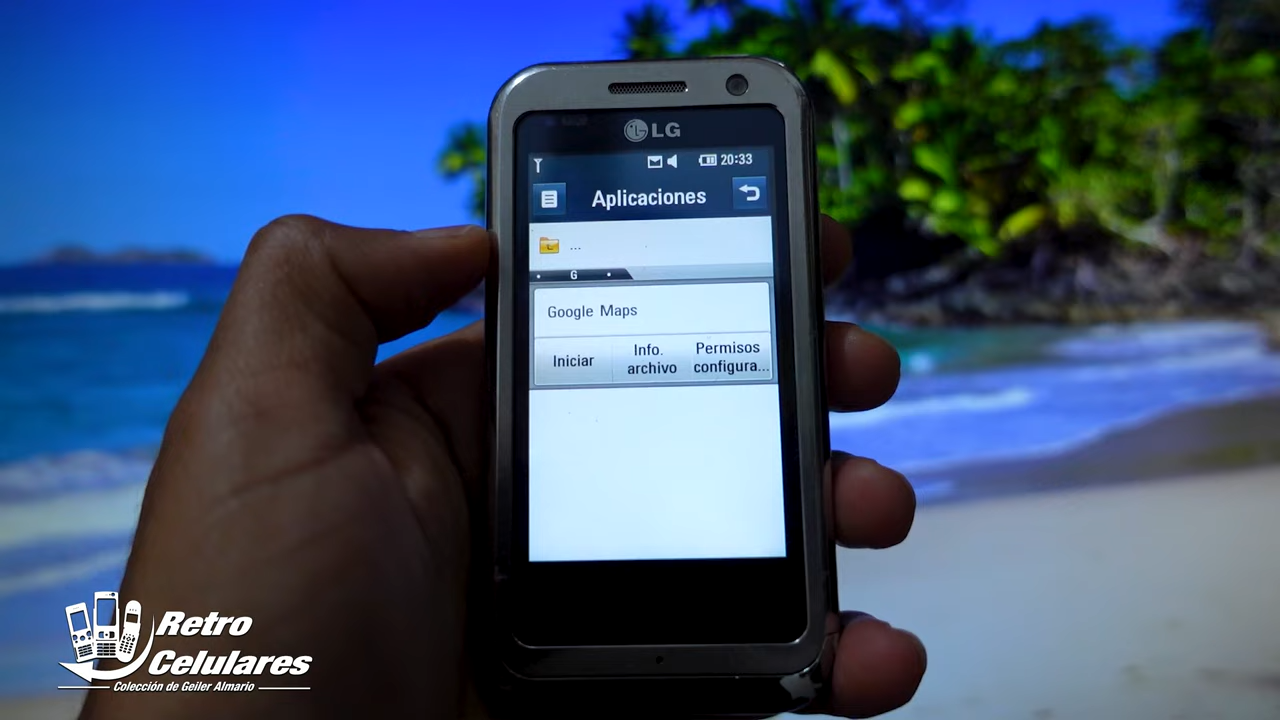 LG
20:33
Aplicaciones
...
G
Google Maps
Iniciar
Info.
archivo
Permisos
configura...
Retro
Celulares
Colección de Geiler Almario